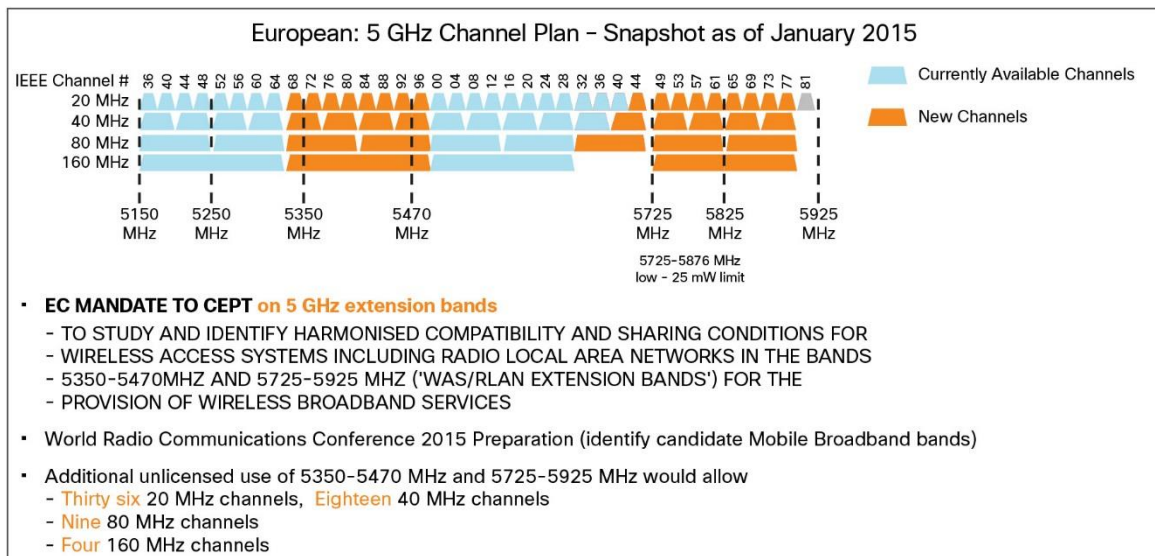 European: 5 GHz Channel Plan – Snapshot as of January 2015
IEEE Channel # 36 40 44 48 52 56 60 64 68 72 76 80 84 88 92 96 00 04 08 12 16 20 24 28 32 36 40 44 49 53 57 61 65 69 73 77 81
20 MHz
40 MHz
80 MHz
160 MHz
Currently Available Channels
New Channels
5150 MHz
5250 MHz
5350 MHz
5470 MHz
5725 MHz
5825 MHz
5925 MHz
5725–5876 MHz
low – 25 mW limit
▪ EC MANDATE TO CEPT on 5 GHz extension bands
– TO STUDY AND IDENTIFY HARMONISED COMPATIBILITY AND SHARING CONDITIONS FOR
– WIRELESS ACCESS SYSTEMS INCLUDING RADIO LOCAL AREA NETWORKS IN THE BANDS
– 5350-5470MHZ AND 5725-5925 MHZ ('WAS/RLAN EXTENSION BANDS') FOR THE
– PROVISION OF WIRELESS BROADBAND SERVICES
▪ World Radio Communications Conference 2015 Preparation (identify candidate Mobile Broadband bands)
▪ Additional unlicensed use of 5350-5470 MHz and 5725-5925 MHz would allow
– Thirty six 20 MHz channels, Eighteen 40 MHz channels
– Nine 80 MHz channels
– Four 160 MHz channels